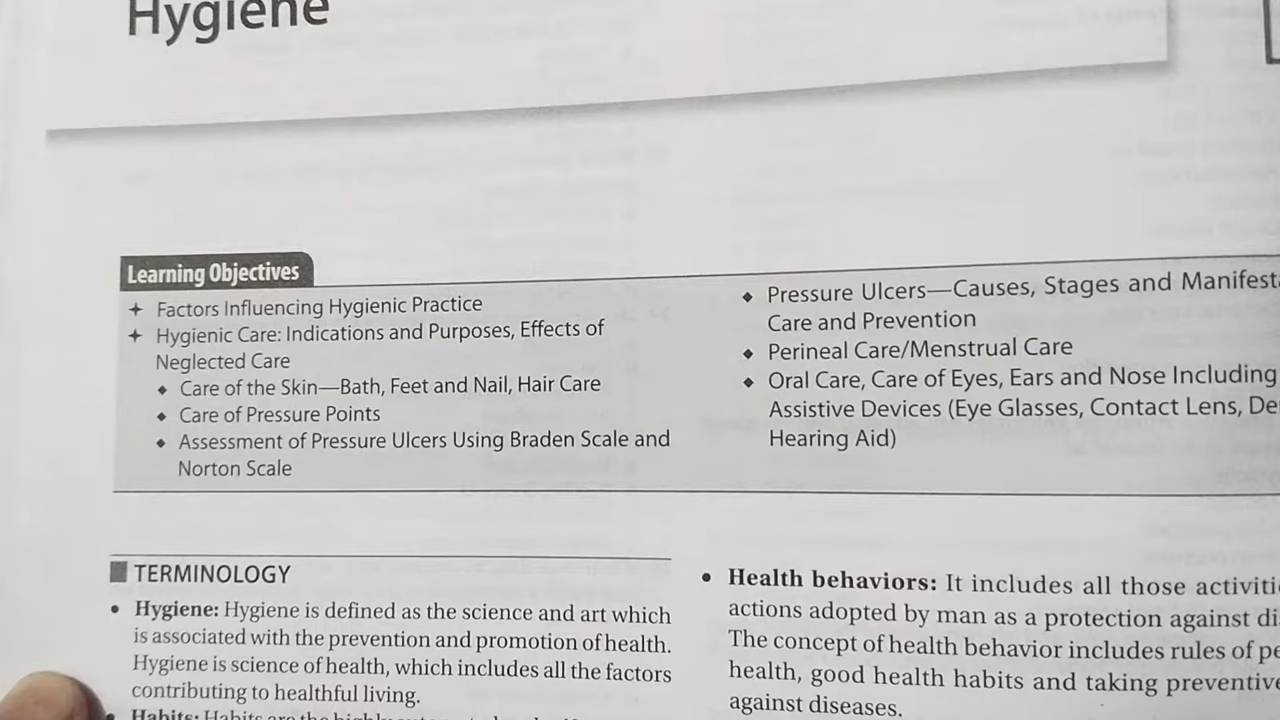 Hygiene
Learning Objectives
✦ Factors Influencing Hygienic Practice
✦ Hygienic Care: Indications and Purposes, Effects of
Neglected Care
◆ Care of the Skin—Bath, Feet and Nail, Hair Care
◆ Care of Pressure Points
◆ Assessment of Pressure Ulcers Using Braden Scale and
Norton Scale
◆ Pressure Ulcers—Causes, Stages and
Care and Prevention
◆ Perineal Care/Menstrual Care
◆ Oral Care, Care of Eyes, Ears and Nose Including
Assistive Devices (Eye Glasses, Contact Lens,
Hearing Aid)
TERMINOLOGY
• Hygiene: Hygiene is defined as the science and art which
is associated with the prevention and promotion of health.
Hygiene is science of health, which includes all the factors
contributing to healthful living.
• Habits: Habits are the
• Health behaviors: It includes all those
actions adopted by man as a protection against
The concept of health behavior includes rules of
health, good health habits and taking
against diseases.